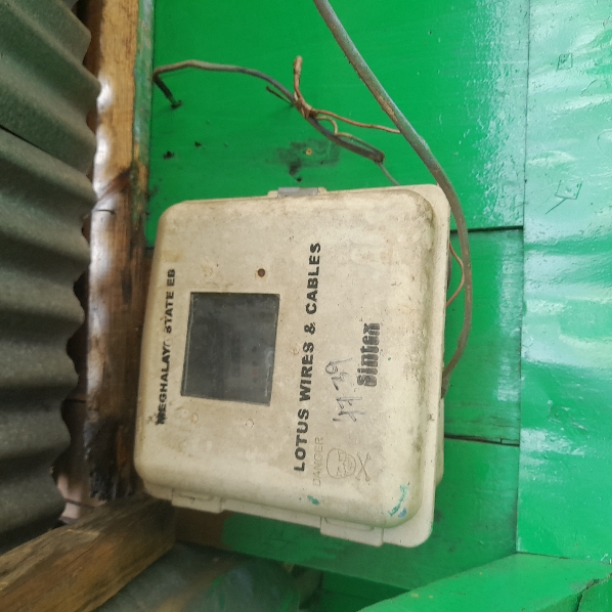 MEGHALAYA STATE EB
LOTUS WIRES & CABLES
Sintex
DANGER